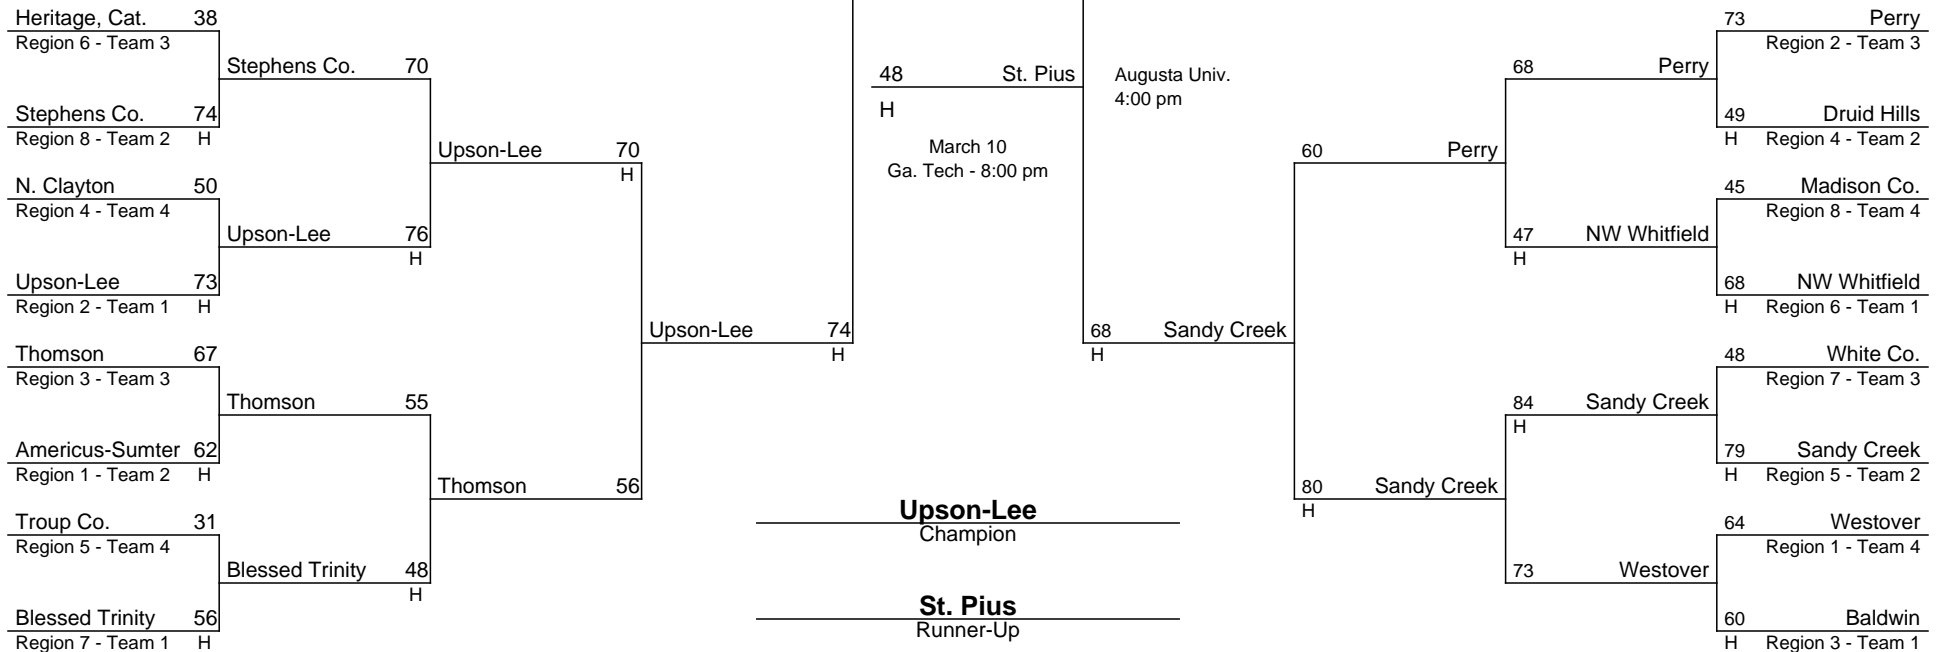 Heritage, Cat. 38
Region 6 - Team 3
Stephens Co. 74
Region 8 - Team 2 H
N. Clayton 50
Region 4 - Team 4
Upson-Lee 73
Region 2 - Team 1 H
Thomson 67
Region 3 - Team 3
Americus-Sumter 62
Region 1 - Team 2 H
Troup Co. 31
Region 5 - Team 4
Blessed Trinity 56
Region 7 - Team 1 H
Stephens Co. 70
Upson-Lee 76
H
Thomson 55
Blessed Trinity 48
H
Upson-Lee 70
H
Thomson 56
Upson-Lee 74
H
48 St. Pius
H
March 10
Ga. Tech - 8:00 pm
Augusta Univ.
4:00 pm
Upson-Lee
Champion
St. Pius
Runner-Up
68 Sandy Creek
H
60 Perry
80 Sandy Creek
H
68 Perry
47 NW Whitfield
H
84 Sandy Creek
H
73 Westover
73 Perry
Region 2 - Team 3
49 Druid Hills
H Region 4 - Team 2
45 Madison Co.
Region 8 - Team 4
68 NW Whitfield
H Region 6 - Team 1
48 White Co.
Region 7 - Team 3
79 Sandy Creek
H Region 5 - Team 2
64 Westover
Region 1 - Team 4
60 Baldwin
H Region 3 - Team 1